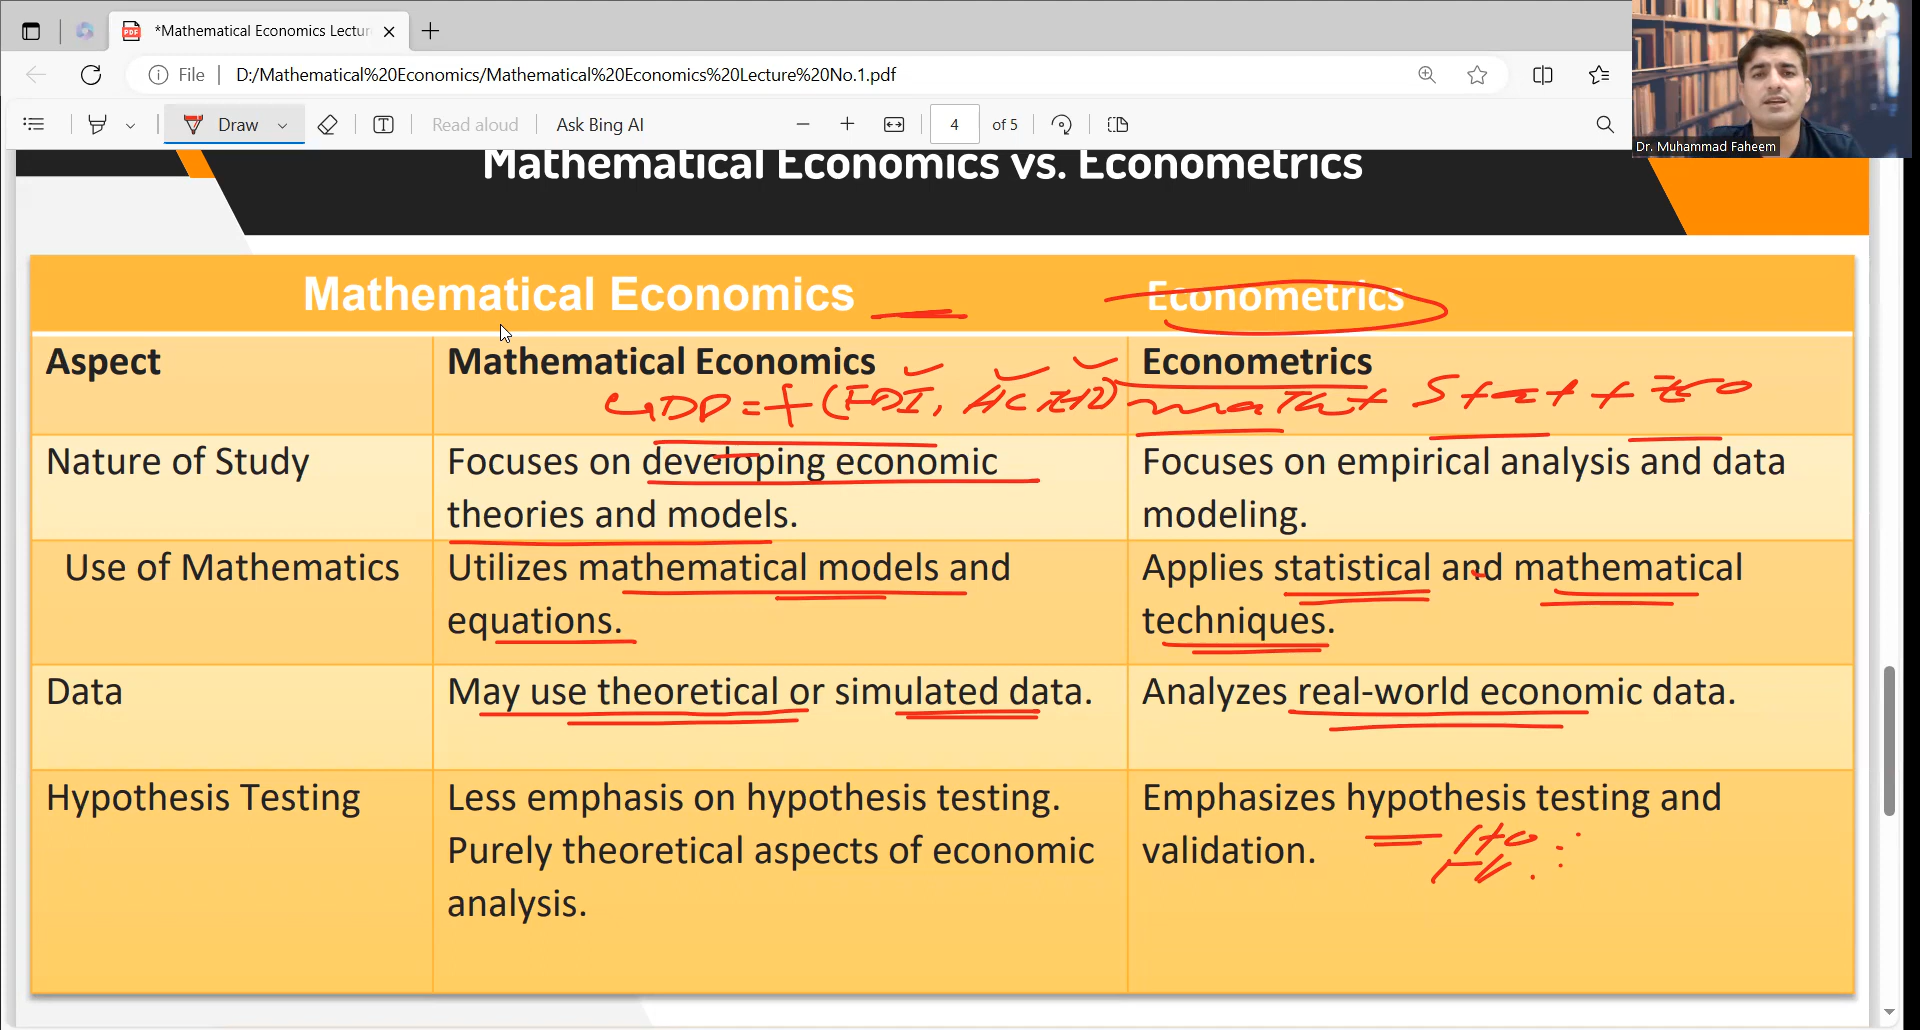 *Mathematical Economics Lectur
File
D:/Mathematical%20Economics/Mathematical%20Economics%20Lecture%20No.1.pdf
Draw
Read aloud
Ask Bing AI
4 of 5
Dr. Muhammad Faheem
Mathematical Economics vs. Econometrics
Mathematical Economics Econometrics
Aspect Mathematical Economics Econometrics
GDP = f (FDI, math + Stat + Eco
Nature of Study Focuses on developing economic theories and models. Focuses on empirical analysis and data modeling.
Use of Mathematics Utilizes mathematical models and equations. Applies statistical and mathematical techniques.
Data May use theoretical or simulated data. Analyzes real-world economic data.
Hypothesis Testing Less emphasis on hypothesis testing. Purely theoretical aspects of economic analysis. Emphasizes hypothesis testing and validation.
Ho